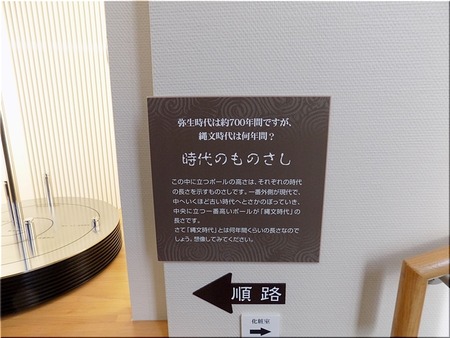 弥生時代は約700年間ですが、
縄文時代は何年間？
時代のものさし
この中に立つポールの高さは、それぞれの時代
の長さを示すものさしです。一番外側が現代で、
中へいくほど古い時代へとさかのぼっていき、
中央に立つ一番高いポールが「縄文時代」の
長さです。
さて「縄文時代」とは何年間くらいの長さなので
しょう。想像してみてください。
順路
化粧室